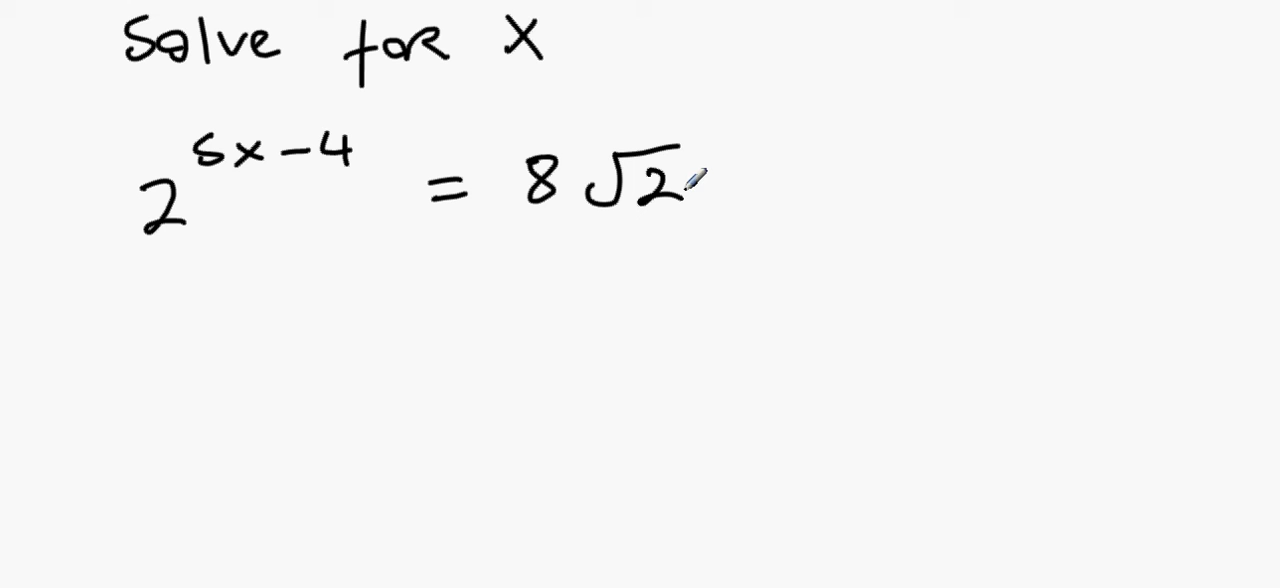 Solve for x
2^{5x-4} = 8√2